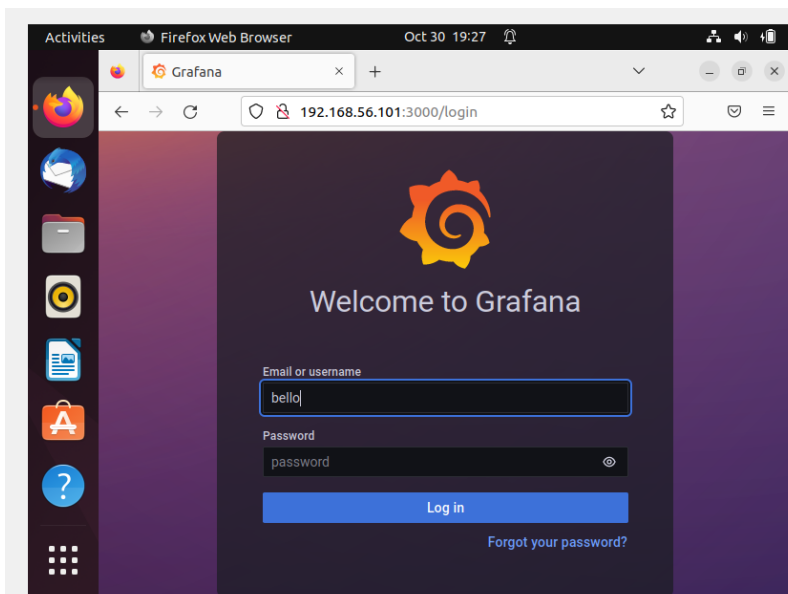 Activities Firefox Web Browser Oct 30 19:27
Grafana
192.168.56.101:3000/login
Welcome to Grafana
Email or username
bello
Password
password
Log in
Forgot your password?